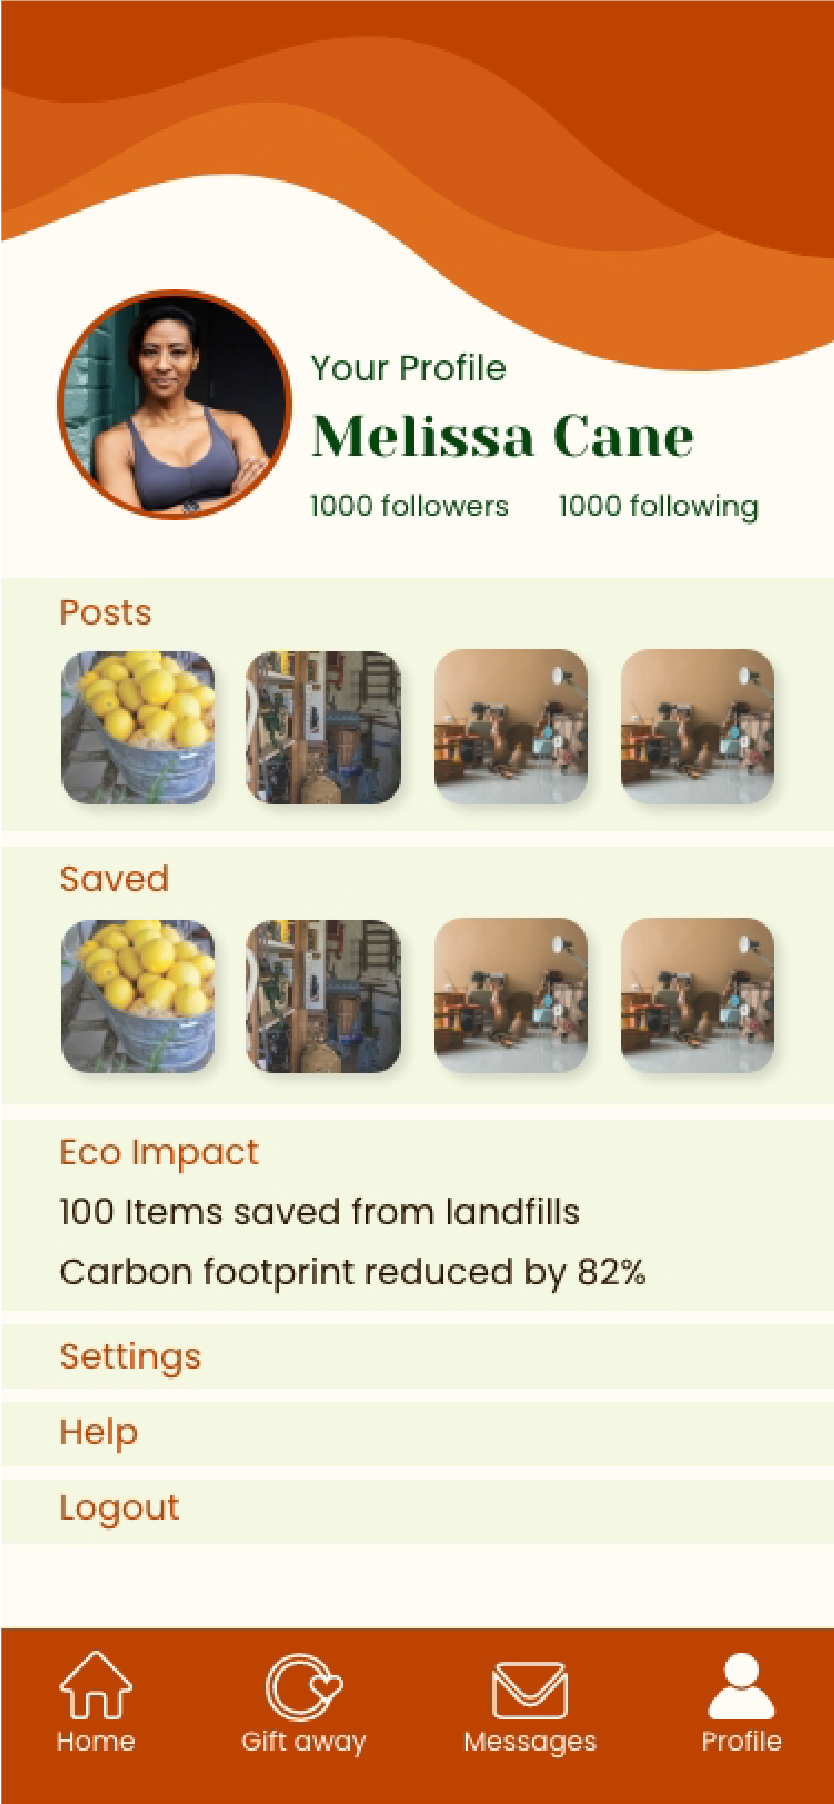 Your Profile
Melissa Cane
1000 followers 1000 following
Posts
Saved
Eco Impact
100 Items saved from landfills
Carbon footprint reduced by 82%
Settings
Help
Logout
Home Gift away Messages Profile